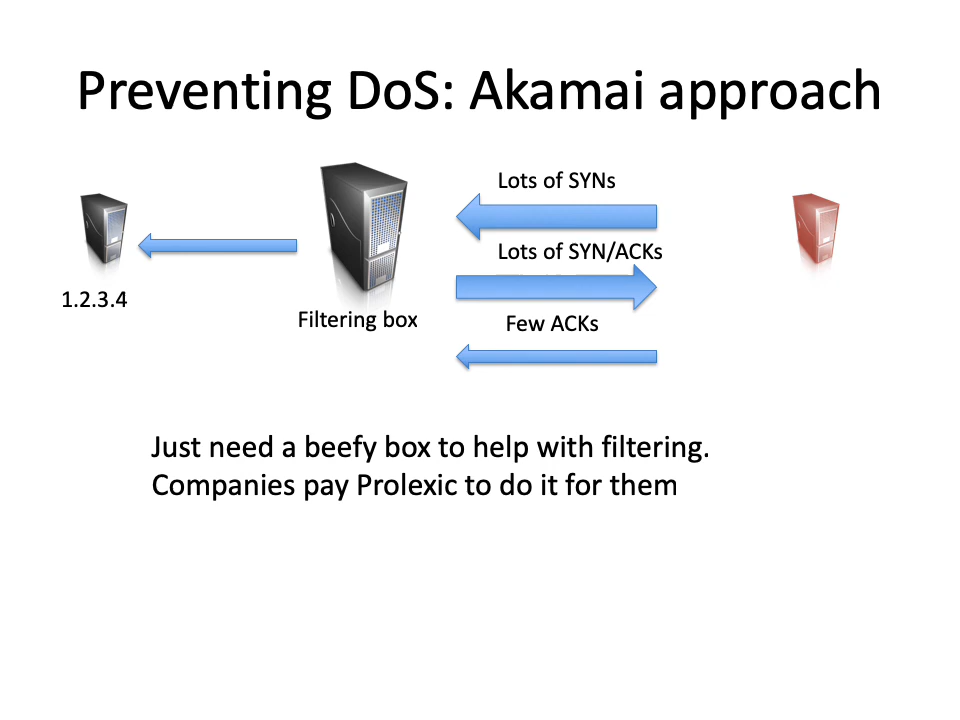 Preventing DoS: Akamai approach
Lots of SYNs
Lots of SYN/ACKs
1.2.3.4
Filtering box
Few ACKs
Just need a beefy box to help with filtering.
Companies pay Prolexic to do it for them